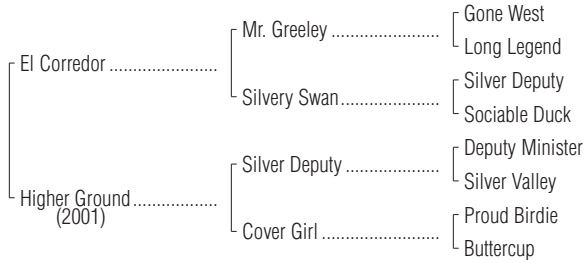 Gone West
Mr. Greeley ....................
Long Legend
El Corredor ....................
Silver Deputy
Silvery Swan ..................
Sociable Duck
Deputy Minister
Silver Deputy ..................
Silver Valley
Higher Ground ................
(2001)
Proud Birdie
Cover Girl ......................
Buttercup